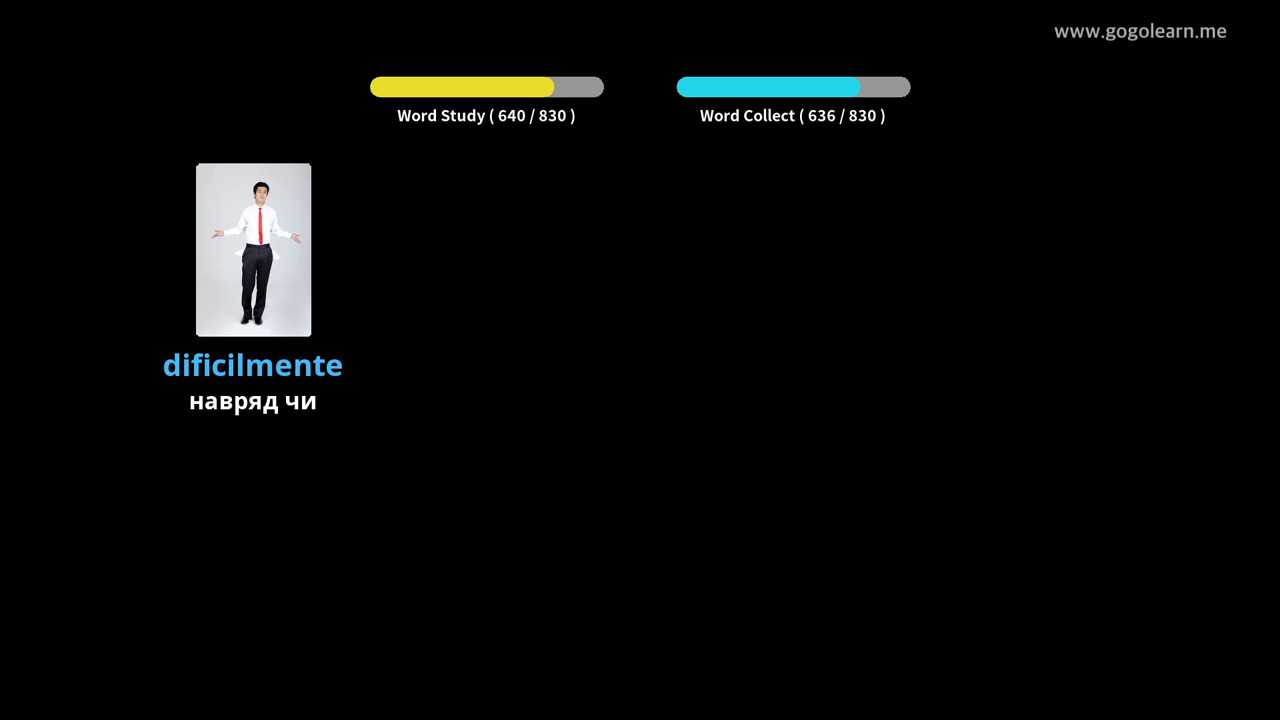 www.gogolearn.me
Word Study ( 640 / 830 )
Word Collect ( 636 / 830 )
dificilmente
навряд чи